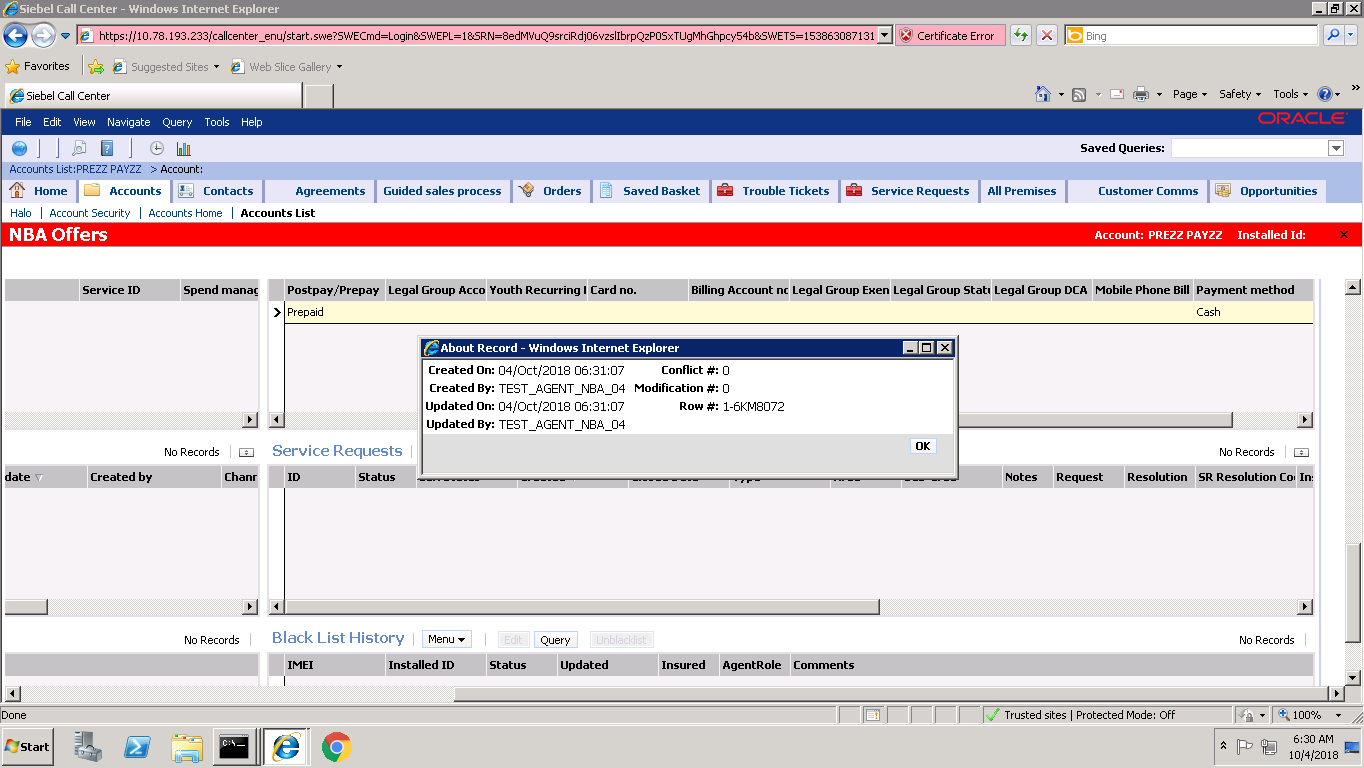 Siebel Call Center - Windows Internet Explorer
https://10.78.193.233/callcenter_enu/start.swe?SWECmd=Login&SWEPL=1&SRN=8edMVuQ9srciRdj06vzslIbrpQzP05xTUgMhGhpcy54b&SWETS=153863087131 Certificate Error Bing
Favorites Suggested Sites Web Slice Gallery
Siebel Call Center Page Safety Tools
File Edit View Navigate Query Tools Help ORACLE
Saved Queries:
Accounts List:PREZZ PAYZZ > Account:
Home Accounts Contacts Agreements Guided sales process Orders Saved Basket Trouble Tickets Service Requests All Premises Customer Comms Opportunities
Halo Account Security Accounts Home Accounts List
NBA Offers Account: PREZZ PAYZZ Installed Id:
Service ID Spend manag Postpay/Prepay Legal Group Acco Youth Recurring Card no. Billing Account no Legal Group Exen Legal Group Statu Legal Group DCA Mobile Phone Bill Payment method
Prepaid Cash
About Record - Windows Internet Explorer
Created On: 04/Oct/2018 06:31:07 Conflict #: 0
Created By: TEST_AGENT_NBA_04 Modification #: 0
Updated On: 04/Oct/2018 06:31:07 Row #: 1-6KM8072
Updated By: TEST_AGENT_NBA_04
OK
No Records Service Requests No Records
date Created by Chann ID Status Notes Request Resolution SR Resolution Co Ins
No Records Black List History Menu Edit Query Unblacklist No Records
IMEI Installed ID Status Updated Insured AgentRole Comments
Done Trusted sites | Protected Mode: Off 100%
Start 6:30 AM
10/4/2018